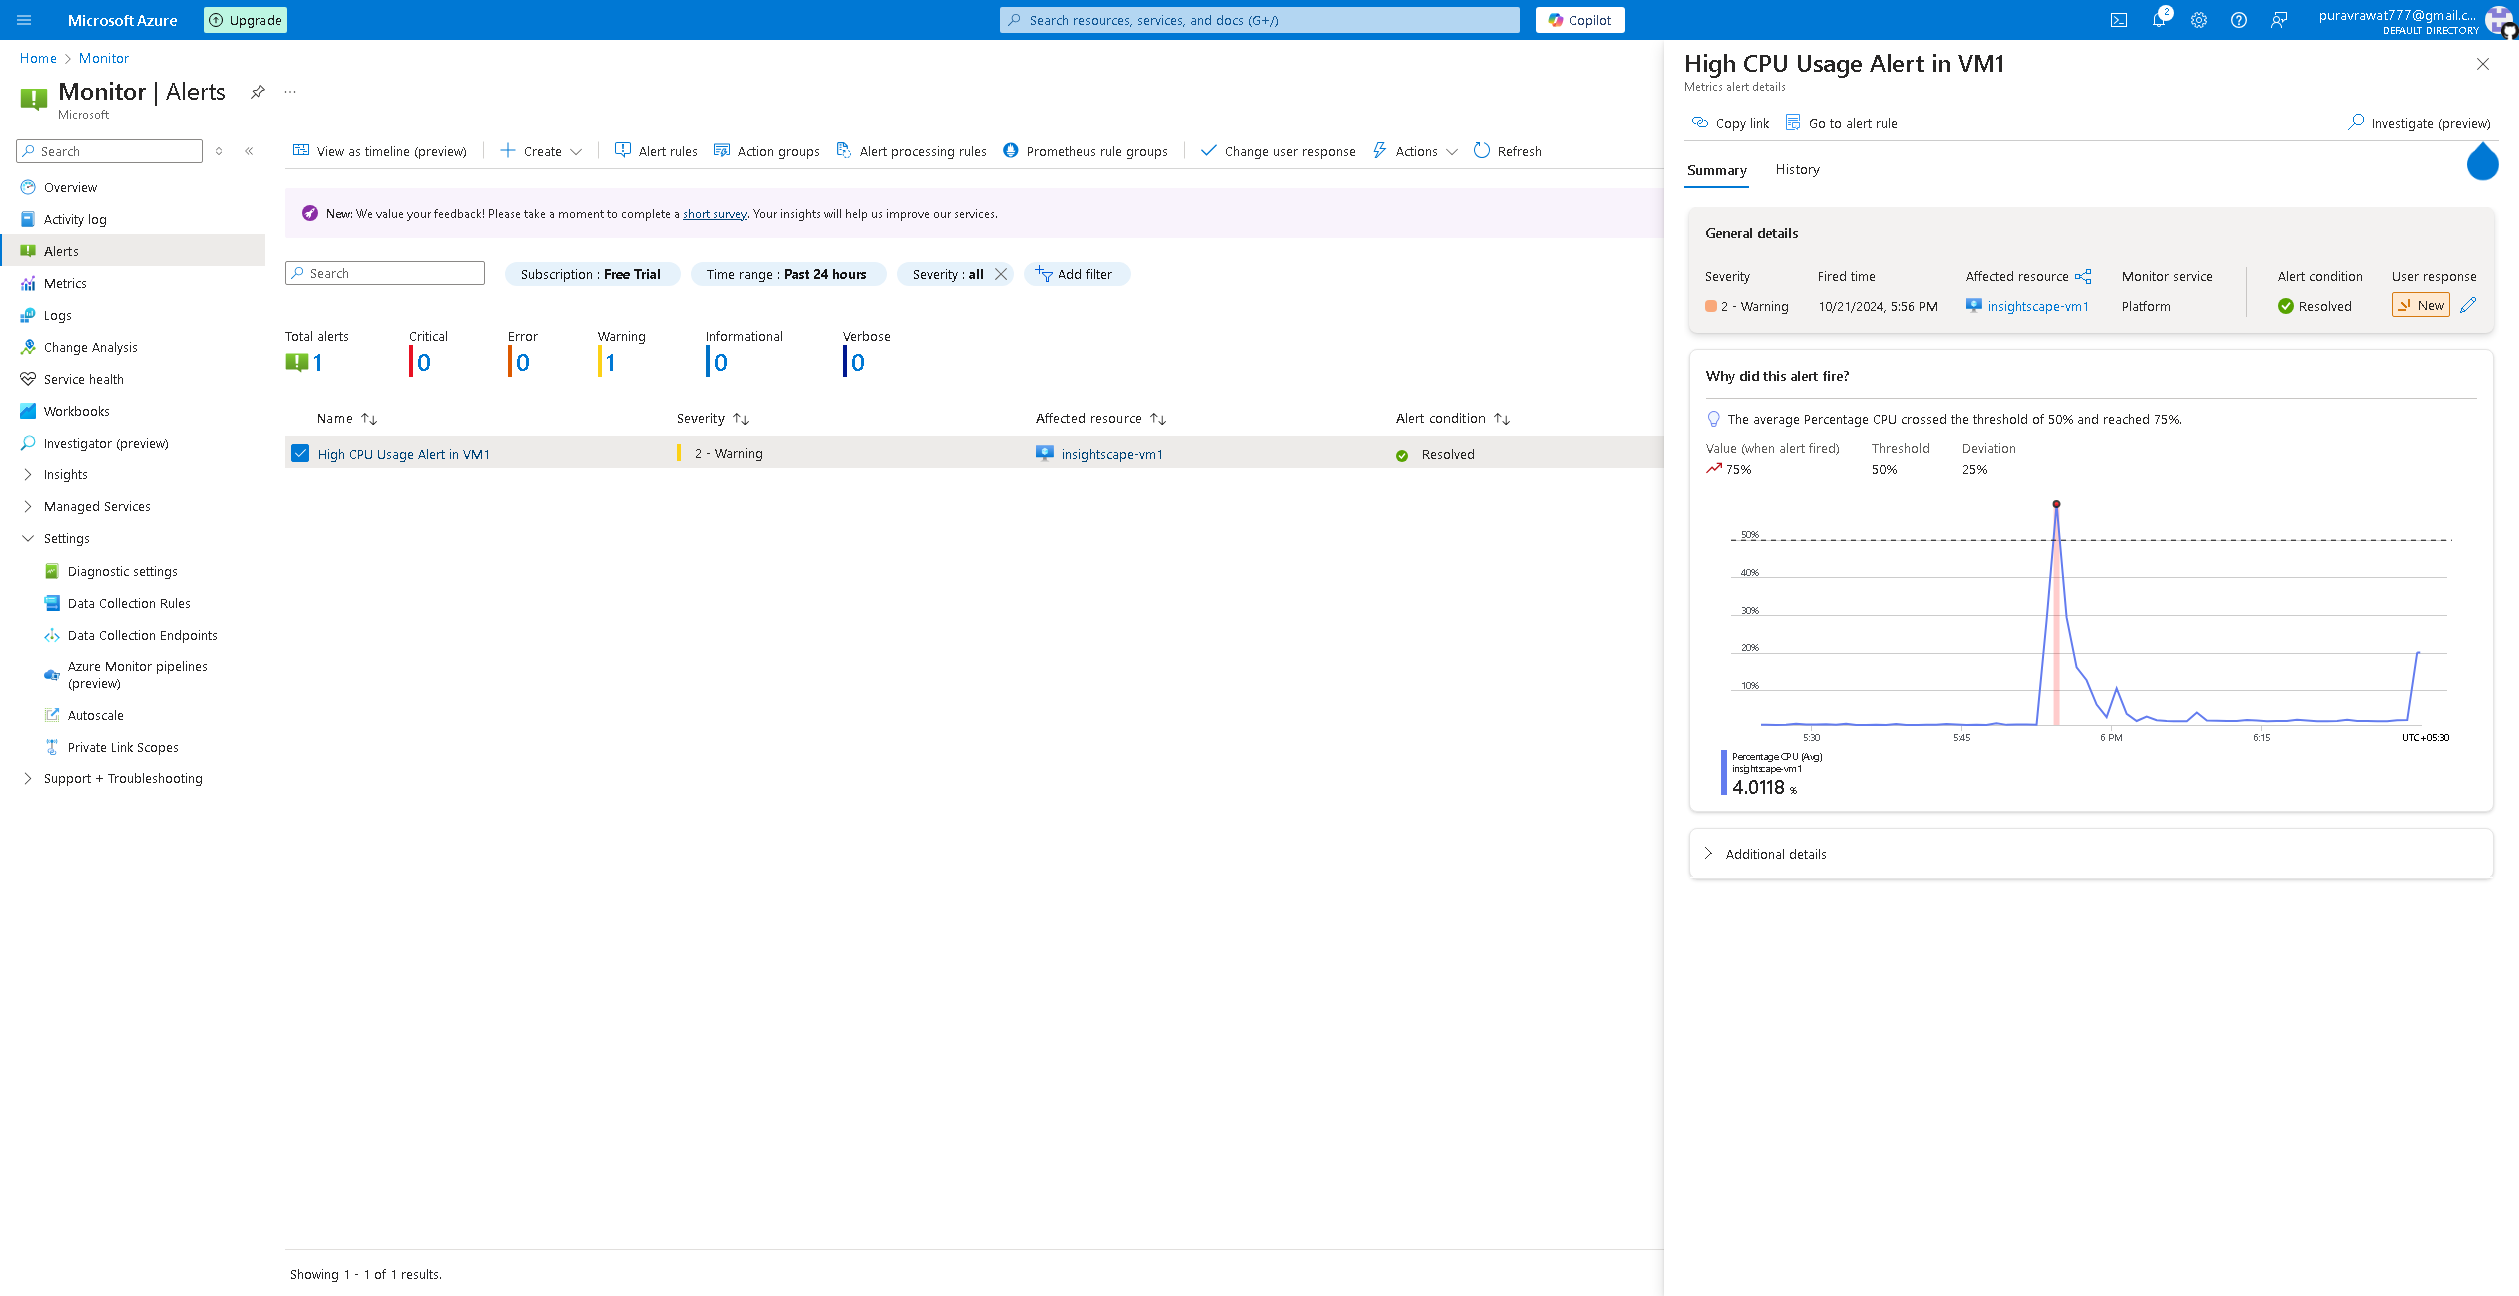 Microsoft Azure
Upgrade
Search resources, services, and docs (G+/)
Copilot
2
puravrawat777@gmail.c...
DEFAULT DIRECTORY
Home > Monitor
Monitor | Alerts
...
Microsoft
Search
«
Overview
Activity log
Alerts
Metrics
Logs
Change Analysis
Service health
Workbooks
Investigator (preview)
Insights
Managed Services
Settings
Diagnostic settings
Data Collection Rules
Data Collection Endpoints
Azure Monitor pipelines
(preview)
Autoscale
Private Link Scopes
Support + Troubleshooting
View as timeline (preview)
Create
Alert rules
Action groups
Alert processing rules
Prometheus rule groups
Change user response
Actions
Refresh
New: We value your feedback! Please take a moment to complete a short survey. Your insights will help us improve our services.
Search
Subscription : Free Trial
Time range : Past 24 hours
Severity : all
Add filter
Total alerts
1
Critical
0
Error
0
Warning
1
Informational
0
Verbose
0
Name ↑↓
Severity ↑↓
Affected resource ↑↓
Alert condition ↑↓
High CPU Usage Alert in VM1
2 - Warning
insightscape-vm1
Resolved
Showing 1 - 1 of 1 results.
High CPU Usage Alert in VM1
Metrics alert details
Copy link
Go to alert rule
Investigate (preview)
Summary
History
General details
Severity
2 - Warning
Fired time
10/21/2024, 5:56 PM
Affected resource
insightscape-vm1
Monitor service
Platform
Alert condition
Resolved
User response
New
Why did this alert fire?
The average Percentage CPU crossed the threshold of 50% and reached 75%.
Value (when alert fired)
75%
Threshold
50%
Deviation
25%
50%
40%
30%
20%
10%
5:30
5:45
6 PM
6:15
UTC+05:30
Percentage CPU (Avg)
insightscape-vm1
4.0118 %
Additional details